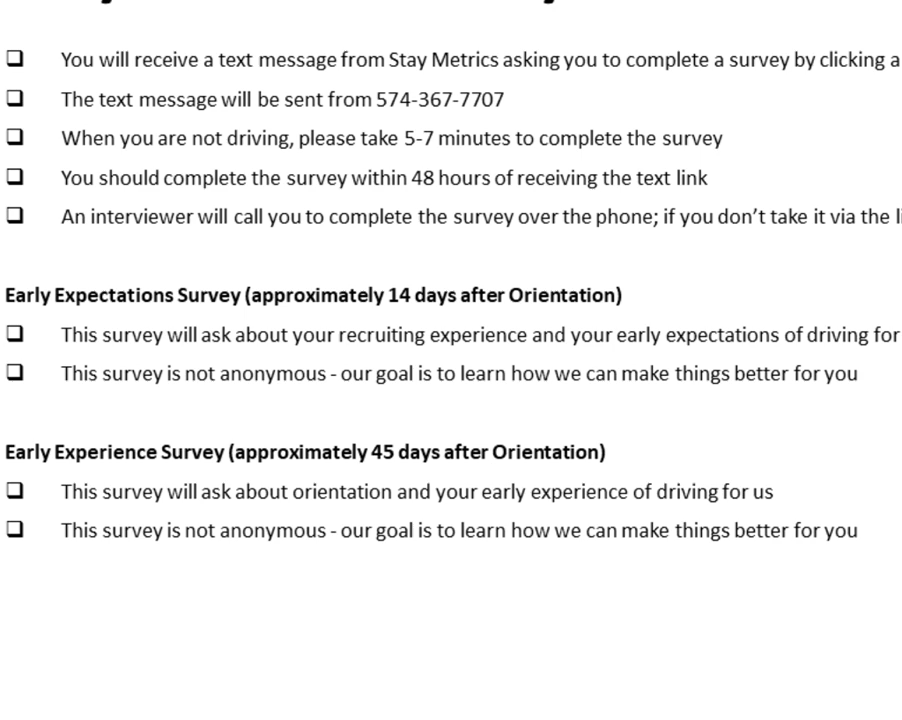 You will receive a text message from Stay Metrics asking you to complete a survey by clicking a
The text message will be sent from 574-367-7707
When you are not driving, please take 5-7 minutes to complete the survey
You should complete the survey within 48 hours of receiving the text link
An interviewer will call you to complete the survey over the phone; if you don’t take it via the
Early Expectations Survey (approximately 14 days after Orientation)
This survey will ask about your recruiting experience and your early expectations of driving for
This survey is not anonymous - our goal is to learn how we can make things better for you
Early Experience Survey (approximately 45 days after Orientation)
This survey will ask about orientation and your early experience of driving for us
This survey is not anonymous - our goal is to learn how we can make things better for you